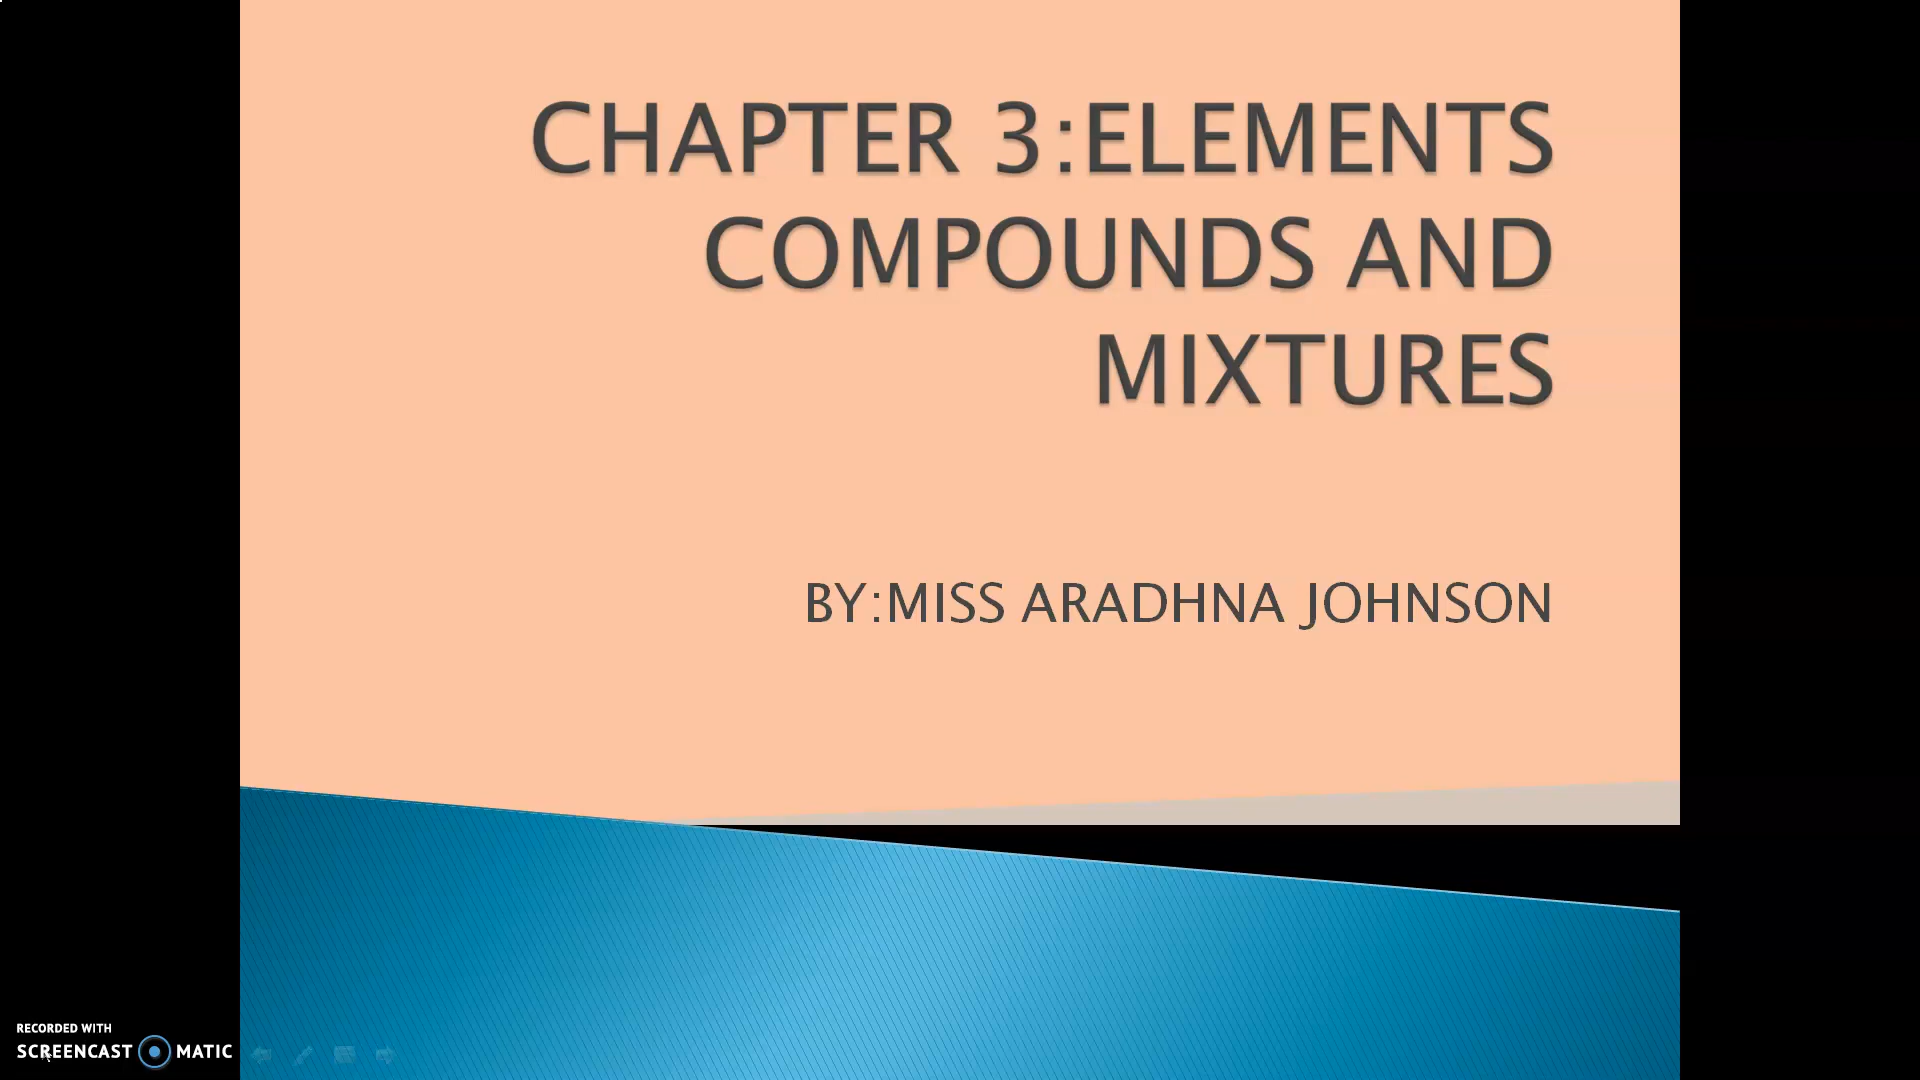 CHAPTER 3:ELEMENTS
COMPOUNDS AND
MIXTURES
BY:MISS ARADHNA JOHNSON
RECORDED WITH
SCREENCAST MATIC